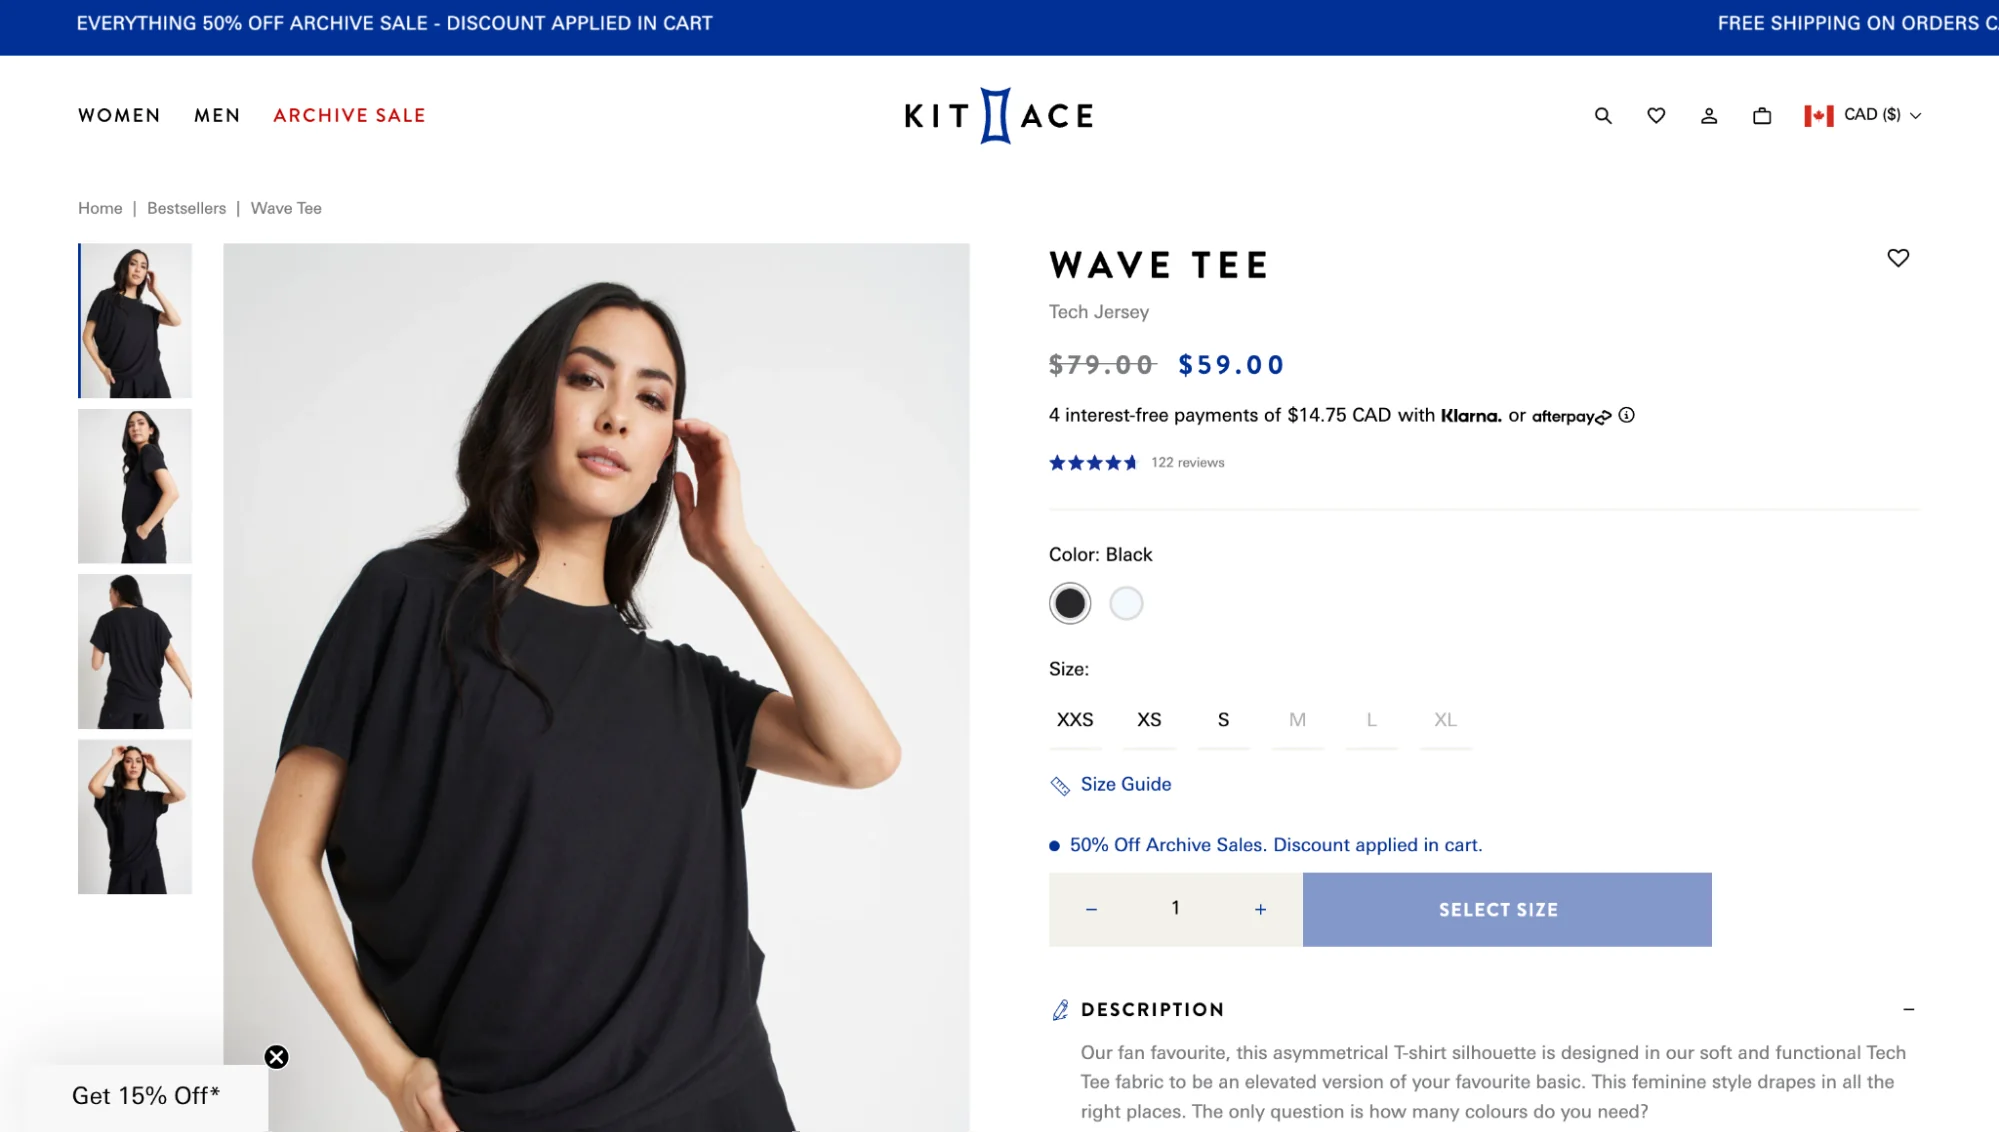 EVERYTHING 50% OFF ARCHIVE SALE - DISCOUNT APPLIED IN CART
FREE SHIPPING ON ORDERS
WOMEN MEN ARCHIVE SALE
KIT ACE
CAD ($)
Home | Bestsellers | Wave Tee
WAVE TEE
Tech Jersey
$79.00 $59.00
4 interest-free payments of $14.75 CAD with Klarna. or afterpay
122 reviews
Color: Black
Size:
XXS XS S M L XL
Size Guide
50% Off Archive Sales. Discount applied in cart.
− 1 + SELECT SIZE
DESCRIPTION
Our fan favourite, this asymmetrical T-shirt silhouette is designed in our soft and functional Tech
Tee fabric to be an elevated version of your favourite basic. This feminine style drapes in all the
right places. The only question is how many colours do you need?
Get 15% Off*